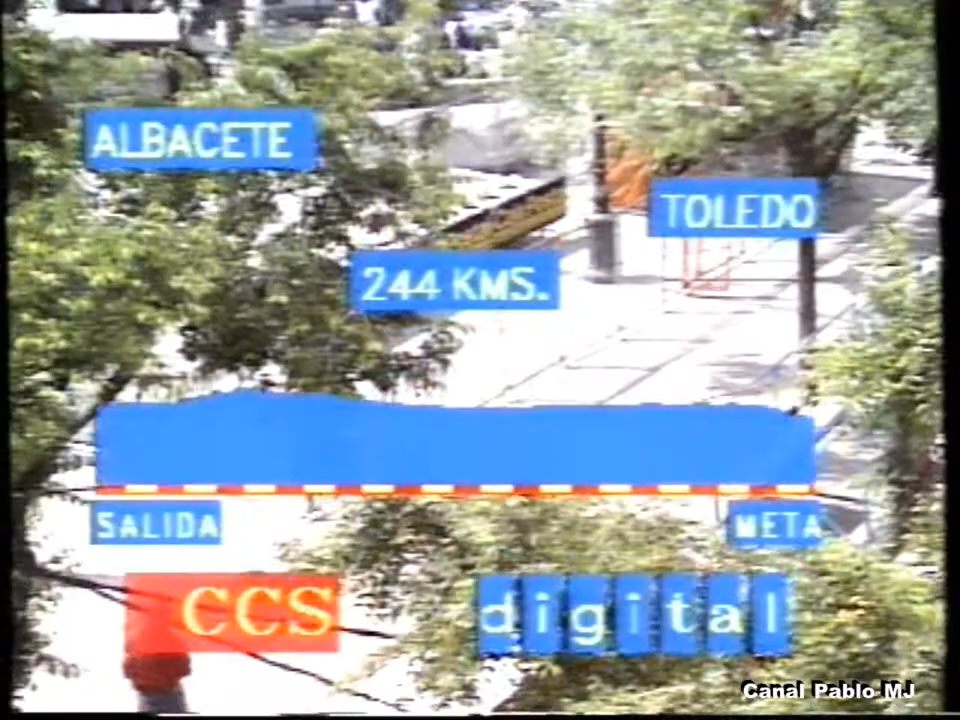 ALBACETE
TOLEDO
244 KMS.
SALIDA
META
CCS
digital
Canal Pablo MJ